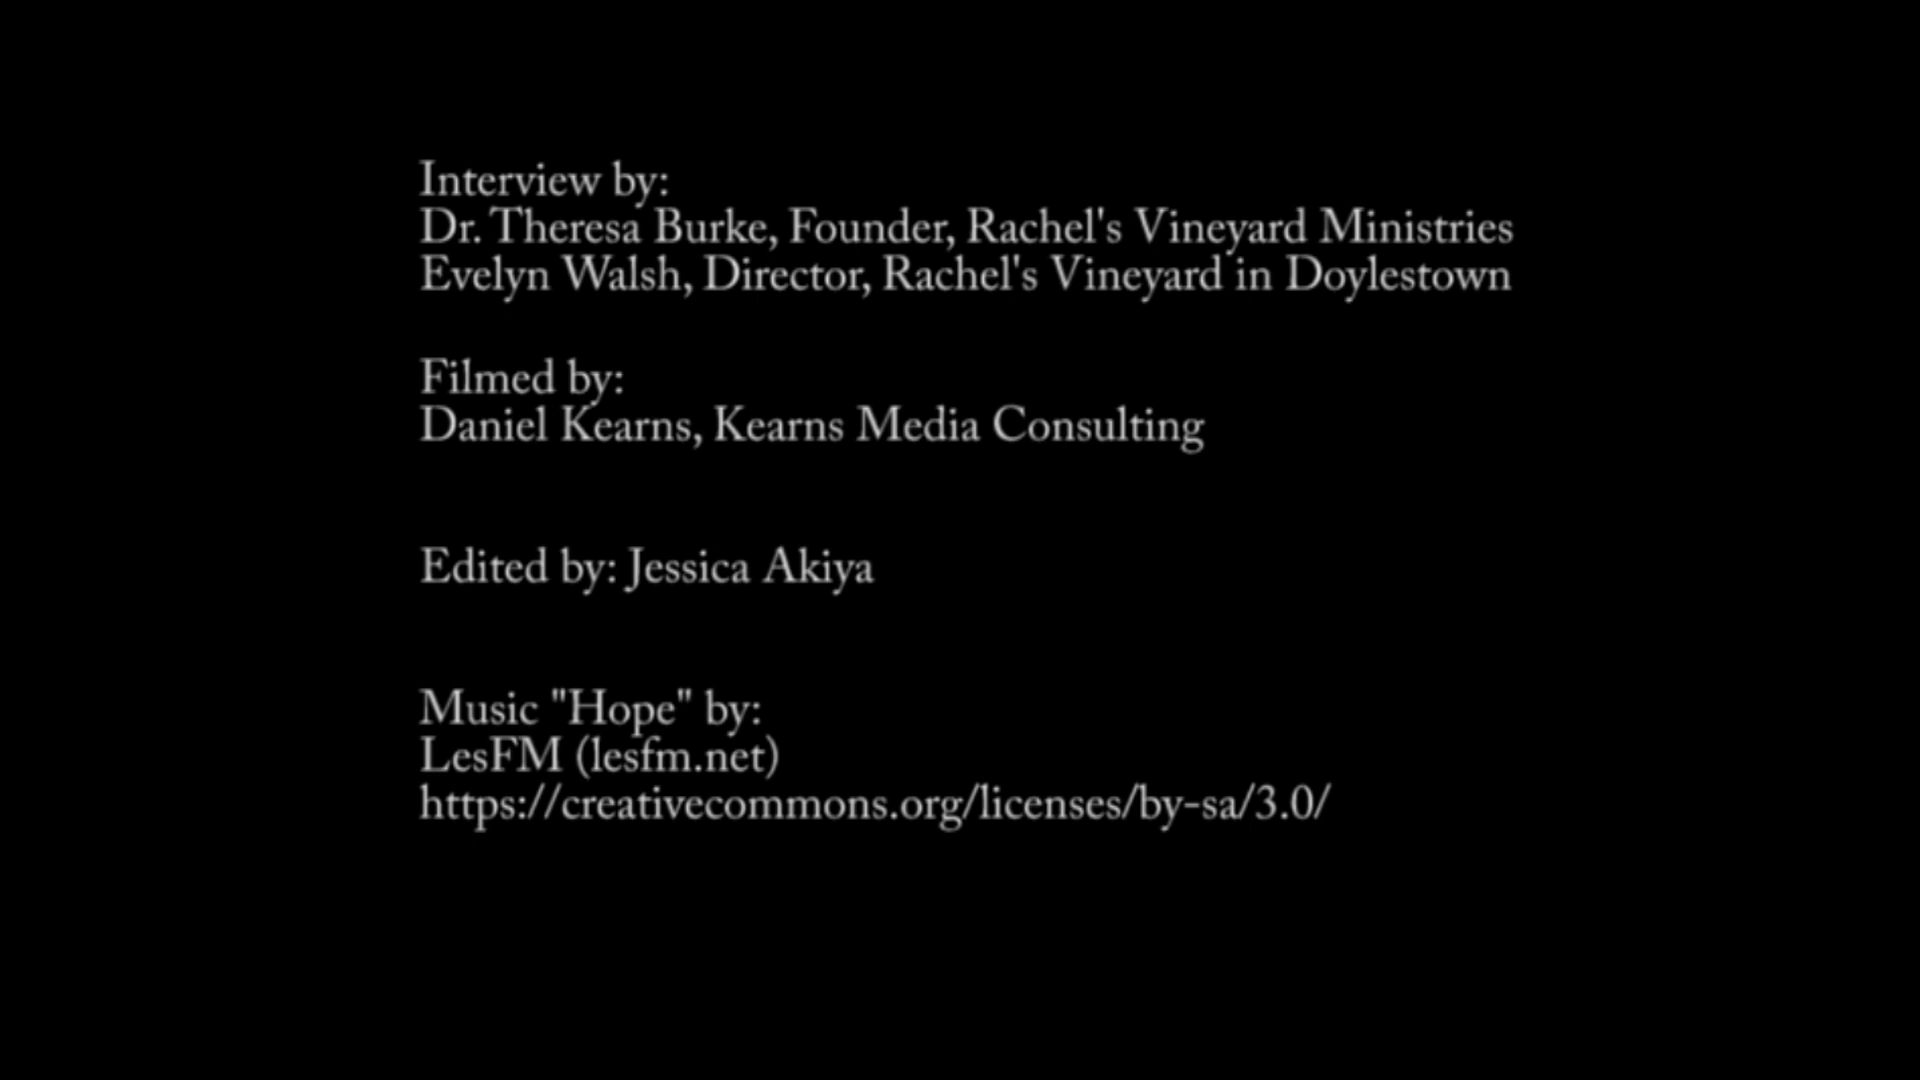 Interview by:
Dr. Theresa Burke, Founder, Rachel's Vineyard Ministries
Evelyn Walsh, Director, Rachel's Vineyard in Doylestown
Filmed by:
Daniel Kearns, Kearns Media Consulting
Edited by: Jessica Akiya
Music "Hope" by:
LesFM (lesfm.net)
https://creativecommons.org/licenses/by-sa/3.0/